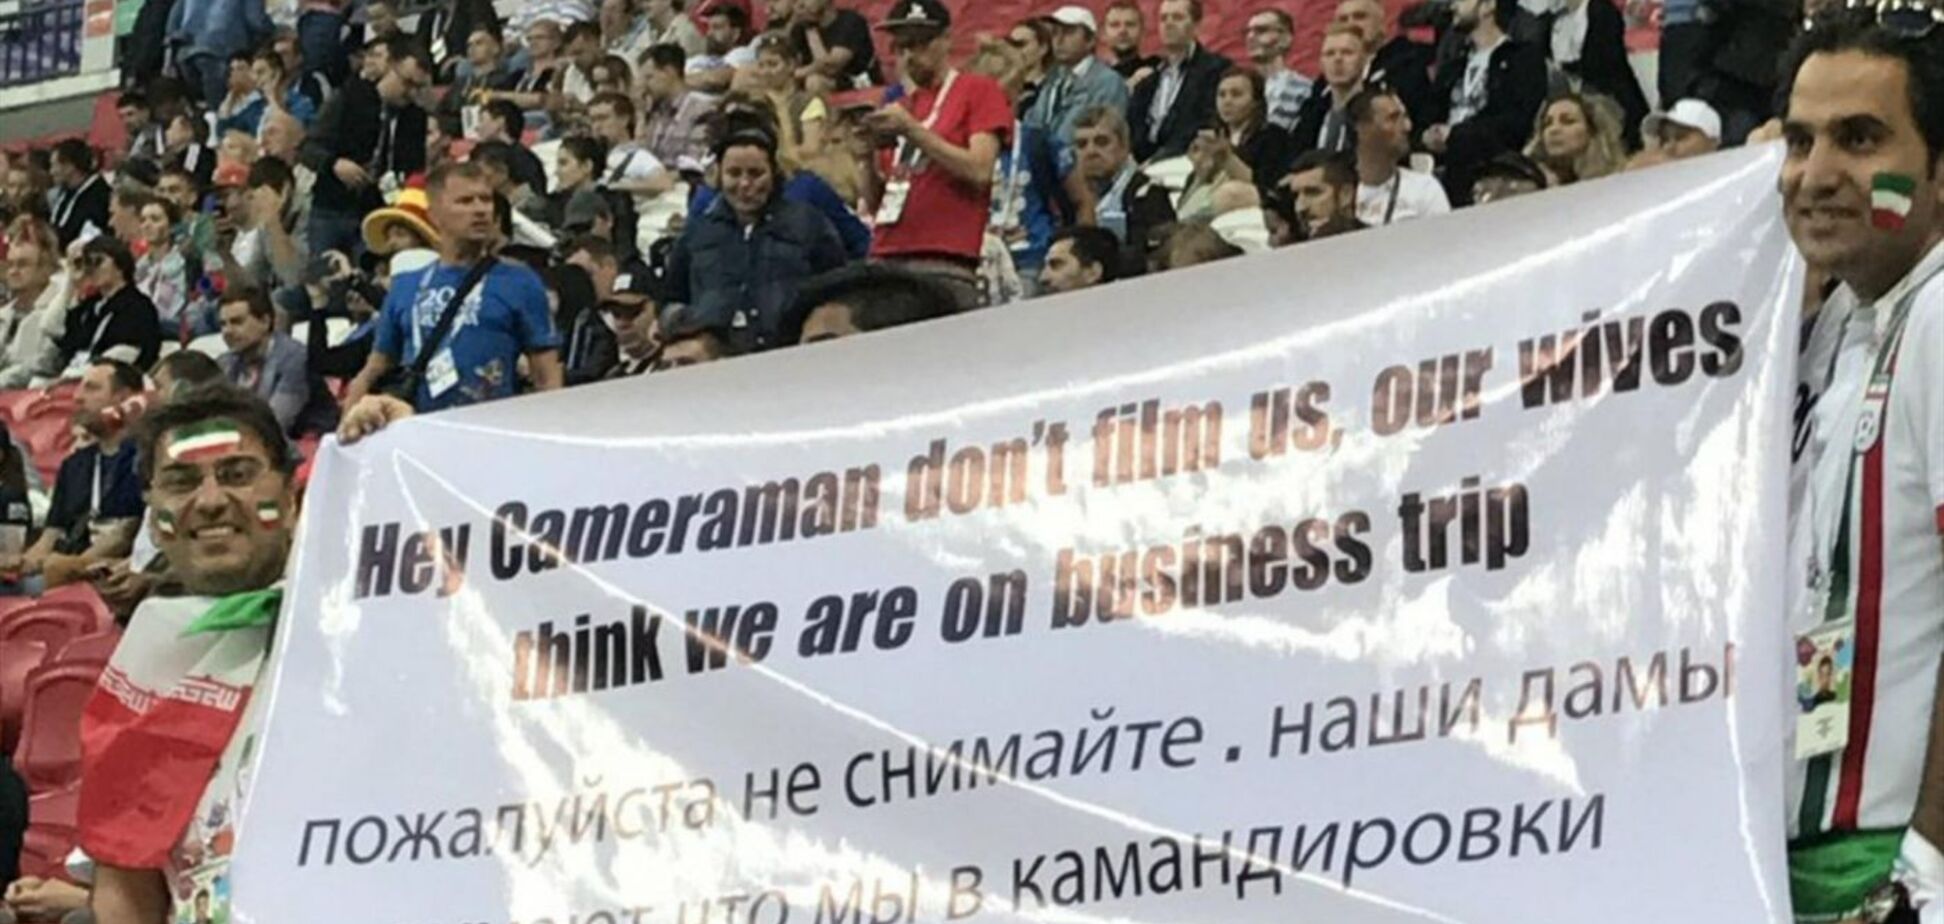 Hey Cameraman don't film us, our wives
think we are on business trip
пожалуйста не снимайте . наши дамы
что мы в камандировки